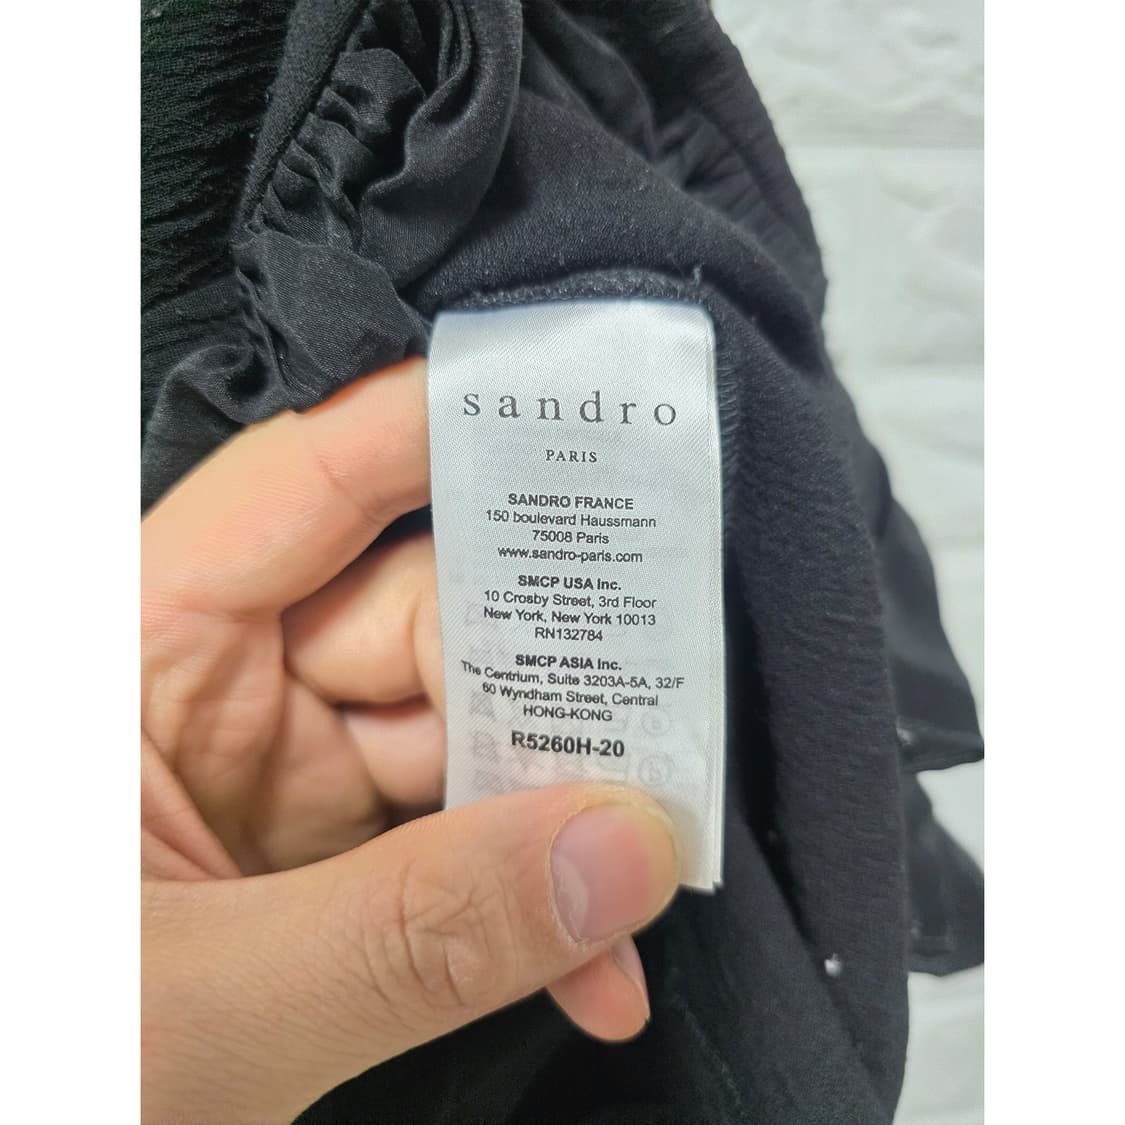 sandro
PARIS
SANDRO FRANCE
150 boulevard Haussmann
75008 Paris
www.sandro-paris.com
SMCP USA Inc.
10 Crosby Street, 3rd Floor
New York, New York 10013
RN132784
SMCP ASIA Inc.
The Centrium, Suite 3203A-5A, 32/F
60 Wyndham Street, Central
HONG-KONG
R5260H-20